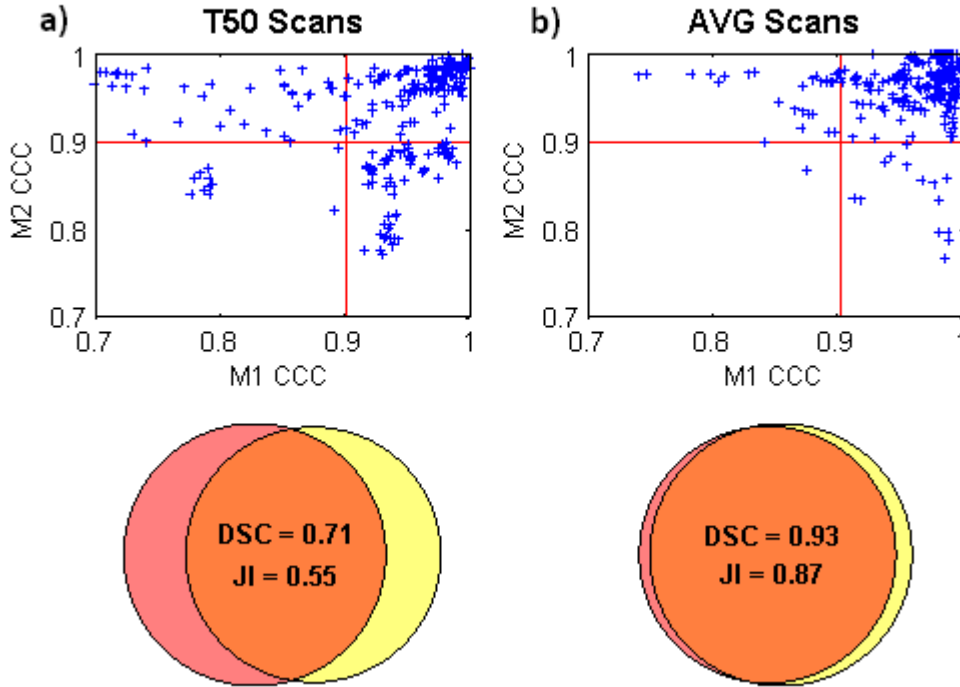 a) T50 Scans
1
0.9
0.8
0.7
M2 CCC
0.7 0.8 0.9 1
M1 CCC
b) AVG Scans
1
0.9
0.8
0.7
M2 CCC
0.7 0.8 0.9 1
M1 CCC
DSC = 0.71
JI = 0.55
DSC = 0.93
JI = 0.87